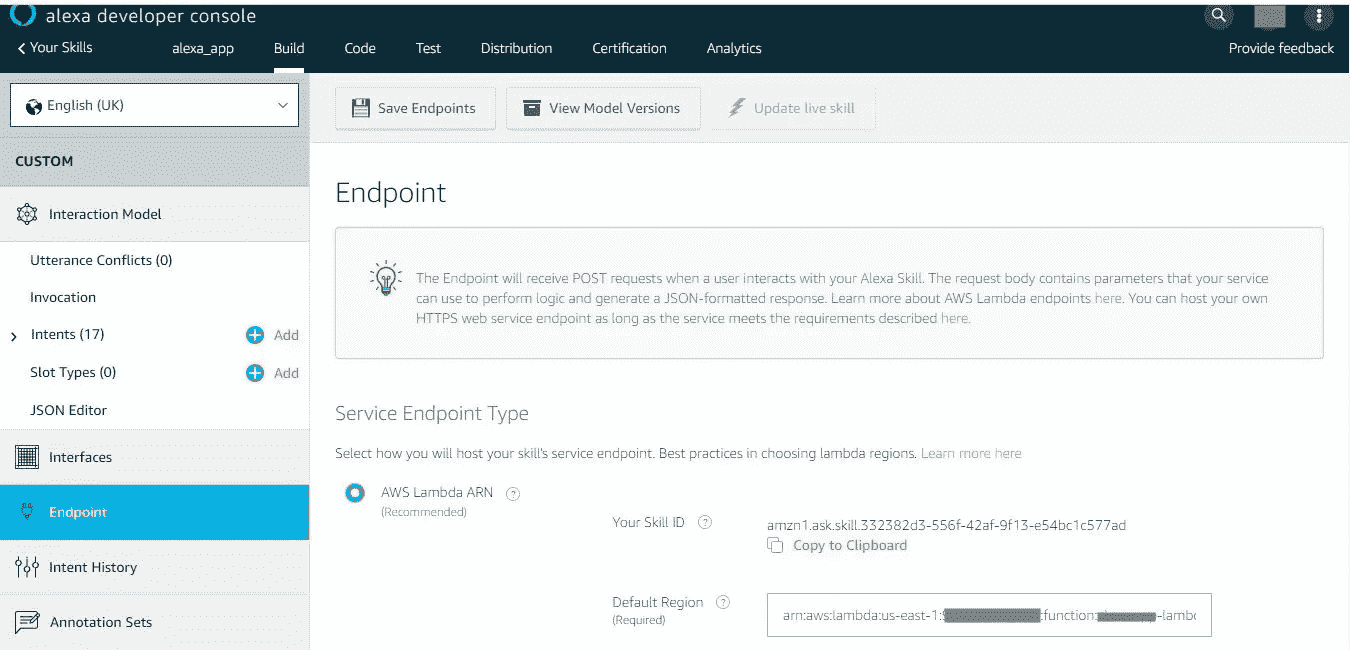 alexa developer console
Your Skills alexa_app Build Code Test Distribution Certification Analytics Provide feedback
English (UK)
Save Endpoints View Model Versions Update live skill
CUSTOM
Interaction Model
Utterance Conflicts (0)
Invocation
Intents (17) Add
Slot Types (0) Add
JSON Editor
Interfaces
Endpoint
Intent History
Annotation Sets
Endpoint
The Endpoint will receive POST requests when a user interacts with your Alexa Skill. The request body contains parameters that your service
can use to perform logic and generate a JSON-formatted response. Learn more about AWS Lambda endpoints here. You can host your own
HTTPS web service endpoint as long as the service meets the requirements described here.
Service Endpoint Type
Select how you will host your skill's service endpoint. Best practices in choosing lambda regions. Learn more here
AWS Lambda ARN ?
(Recommended)
Your Skill ID ? amzn1.ask.skill.332382d3-556f-42af-9f13-e54bc1c577ad
Copy to Clipboard
Default Region ?
(Required)
arn:aws:lambda:us-east-1: :function: -lambc